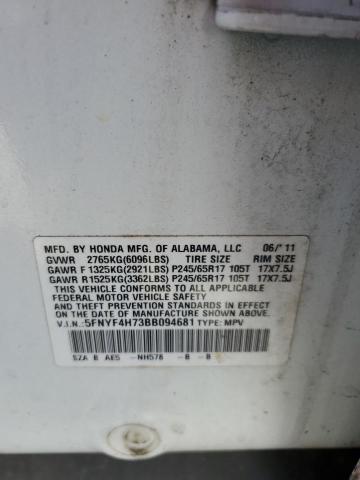 MFD. BY HONDA MFG. OF ALABAMA, LLC 06/'11
GVWR 2765KG(6096LBS) TIRE SIZE RIM SIZE
GAWR F 1325KG(2921LBS) P245/65R17 105T 17X7.5J
GAWR R1525KG(3362LBS) P245/65R17 105T 17X7.5J
THIS VEHICLE CONFORMS TO ALL APPLICABLE
FEDERAL MOTOR VEHICLE SAFETY, BUMPER,
AND THEFT PREVENTION STANDARDS IN EFFECT
ON THE DATE OF MANUFACTURE SHOWN ABOVE.
V.I.N.:5FNYF4H73BB094681 TYPE: MPV
SZA B AE5 -NH578 -B -B